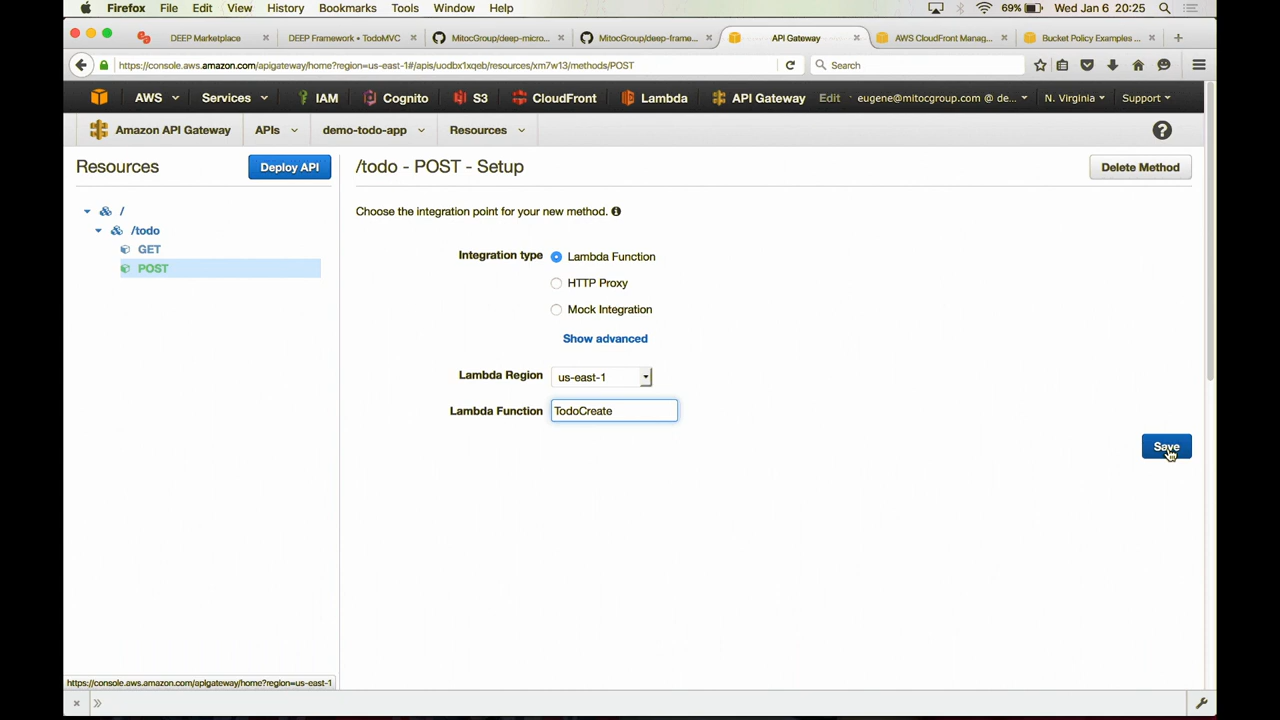 Firefox File Edit View History Bookmarks Tools Window Help 69% Wed Jan 6 20:25
DEEP Marketplace × DEEP Framework • TodoMVC × MitocGroup/deep-micro... × MitocGroup/deep-frame... × API Gateway × AWS CloudFront Manag... × Bucket Policy Examples ... × +
https://console.aws.amazon.com/apigateway/home?region=us-east-1#/apis/uodbx1xqeb/resources/xm7w13/methods/POST Search
AWS Services IAM Cognito S3 CloudFront Lambda API Gateway Edit eugene@mitocgroup.com @ de... N. Virginia Support
Amazon API Gateway APIs demo-todo-app Resources ?
Resources Deploy API /todo - POST - Setup Delete Method
/
/todo
GET
POST
Choose the integration point for your new method.
Integration type Lambda Function
HTTP Proxy
Mock Integration
Show advanced
Lambda Region us-east-1
Lambda Function TodoCreate
Save
https://console.aws.amazon.com/apigateway/home?region=us-east-1
× »